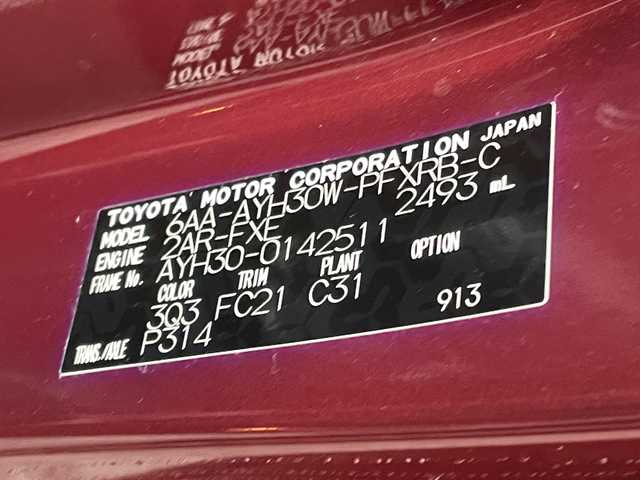 TOYOTA MOTOR CORPORATION JAPAN
MODEL 6AA-AYH30W-PFXRB-C
ENGINE 2AR-FXE 2493 mL
FRAME No. AYH30-0142511
COLOR TRIM PLANT OPTION
3Q3 FC21 C31 913
TRANS./AXLE P314